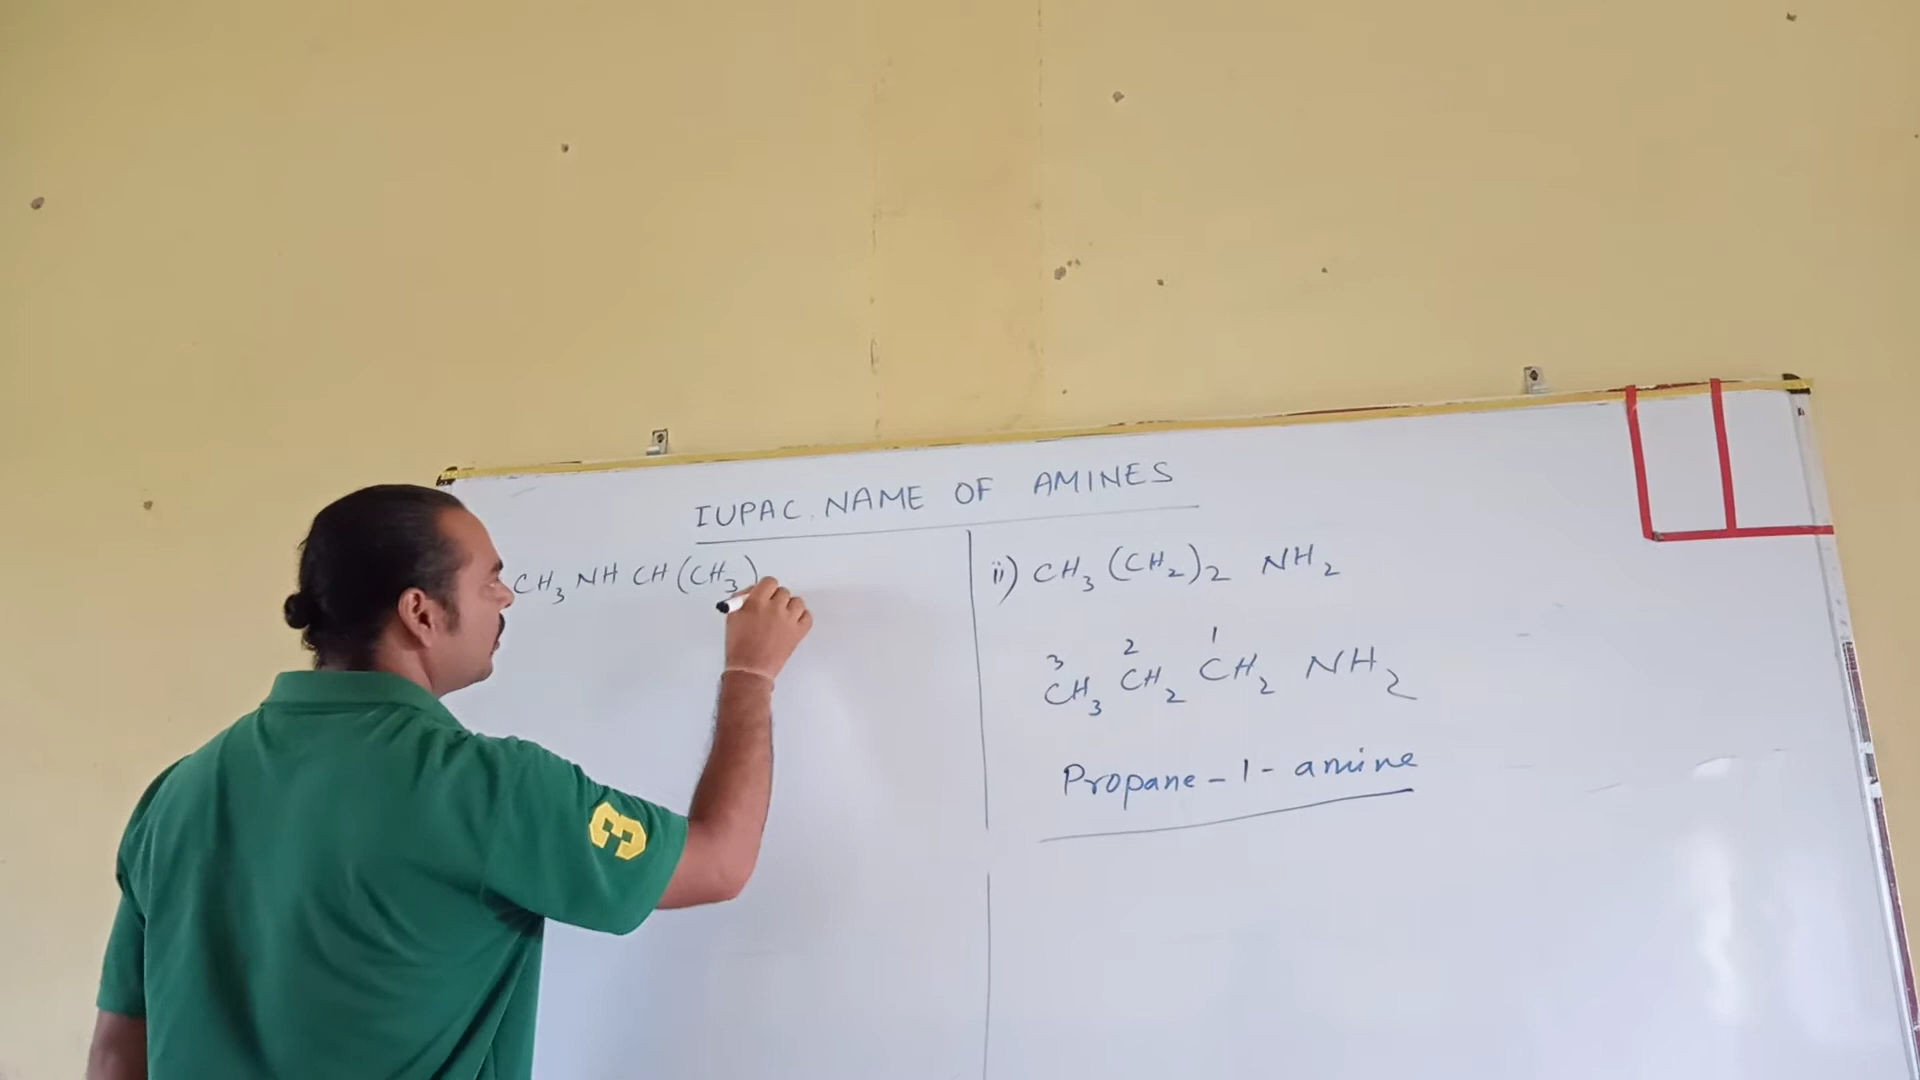 IUPAC NAME OF AMINES
CH₃ NH CH (CH₃)
ii) CH₃ (CH₂)₂ NH₂
3 2 1
CH₃ CH₂ CH₂ NH₂
Propane - 1 - amine
3